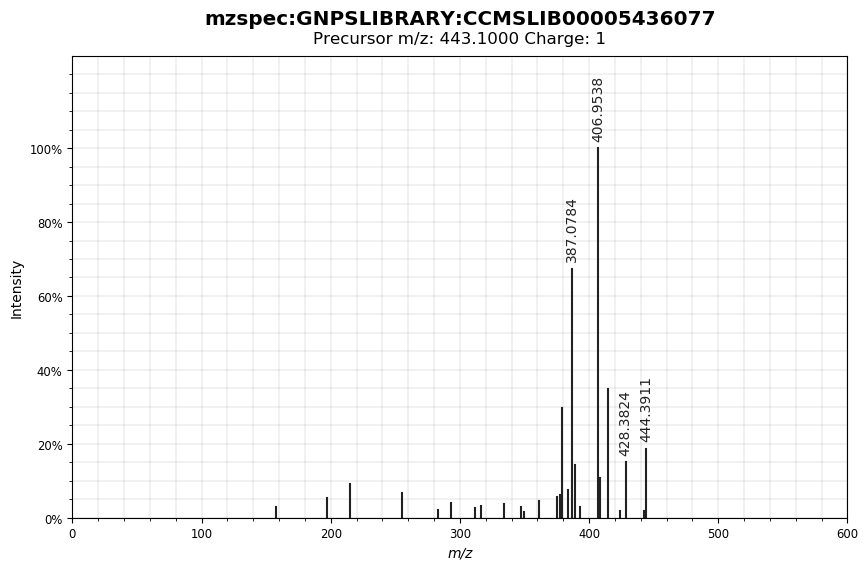 mzspec:GNPSLIBRARY:CCMSLIB00005436077
Precursor m/z: 443.1000 Charge: 1
406.9538
387.0784
428.3824
444.3911
Intensity
100%
80%
60%
40%
20%
0%
0 100 200 300 400 500 600
m/z